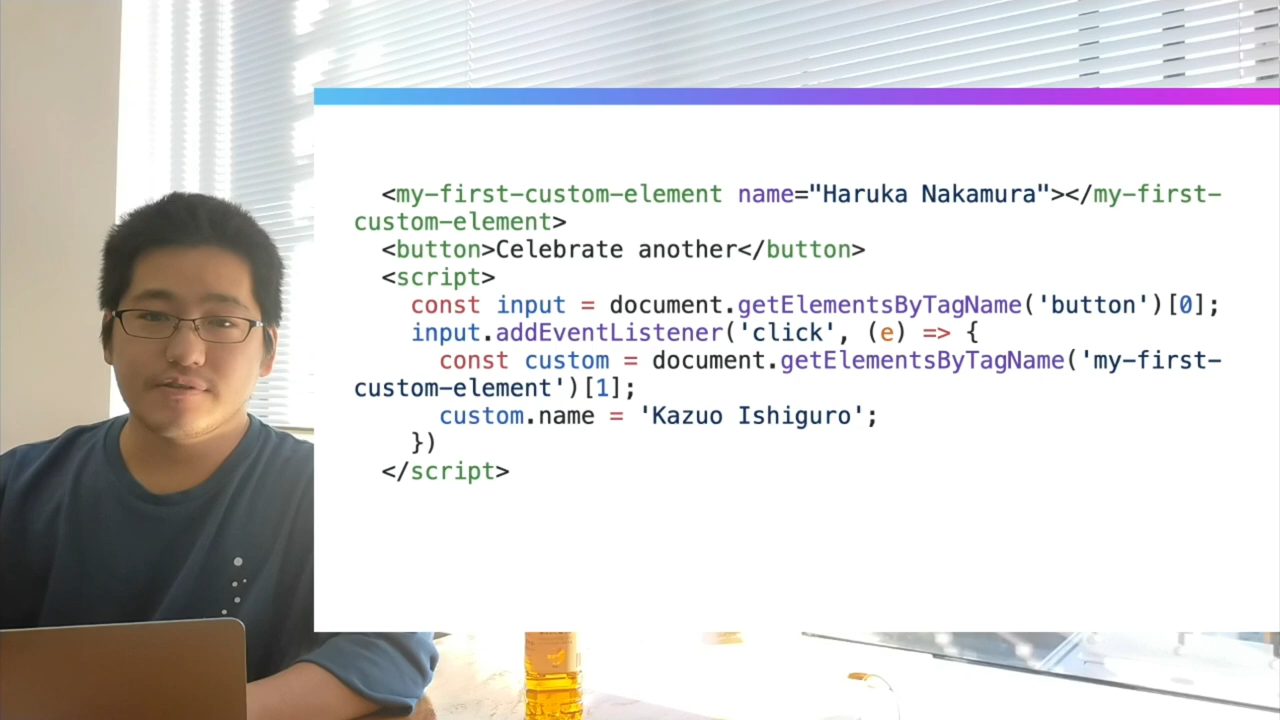 <my-first-custom-element name="Haruka Nakamura"></my-first-
custom-element>
<button>Celebrate another</button>
<script>
const input = document.getElementsByTagName('button')[0];
input.addEventListener('click', (e) => {
const custom = document.getElementsByTagName('my-first-
custom-element')[1];
custom.name = 'Kazuo Ishiguro';
})
</script>